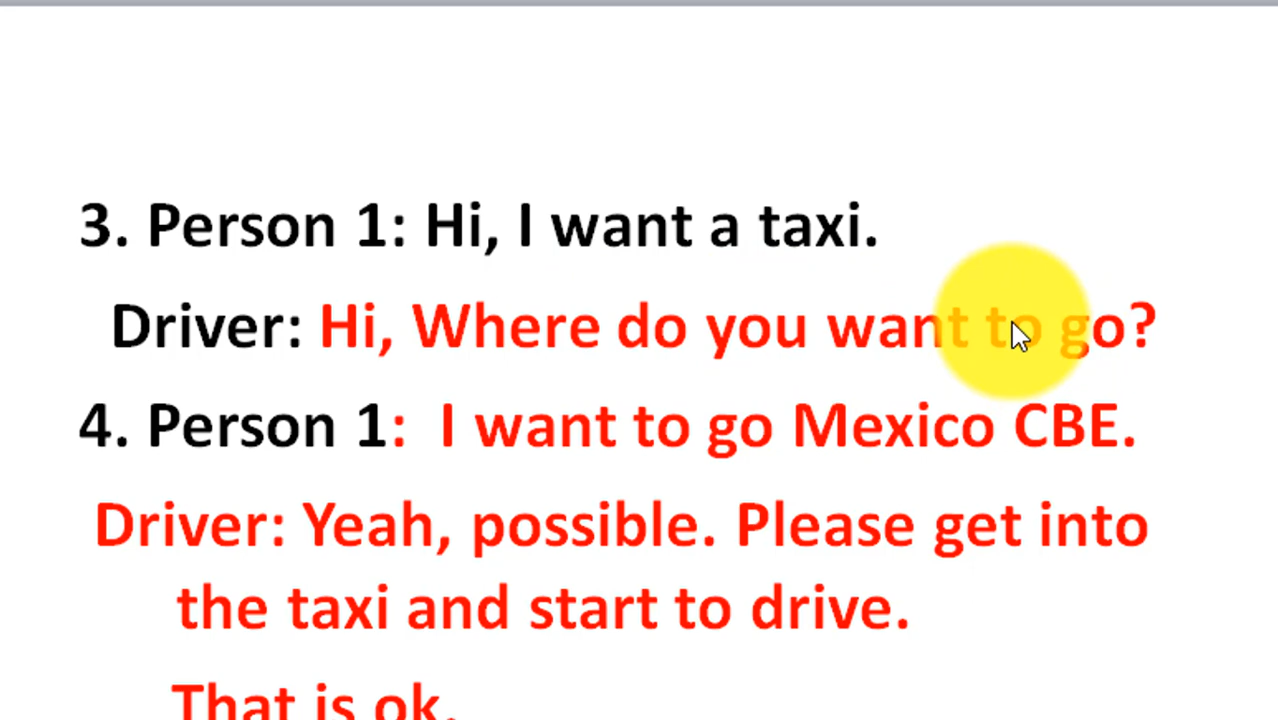 3. Person 1: Hi, I want a taxi.
Driver: Hi, Where do you want to go?
4. Person 1: I want to go Mexico CBE.
Driver: Yeah, possible. Please get into
the taxi and start to drive.
That is ok.